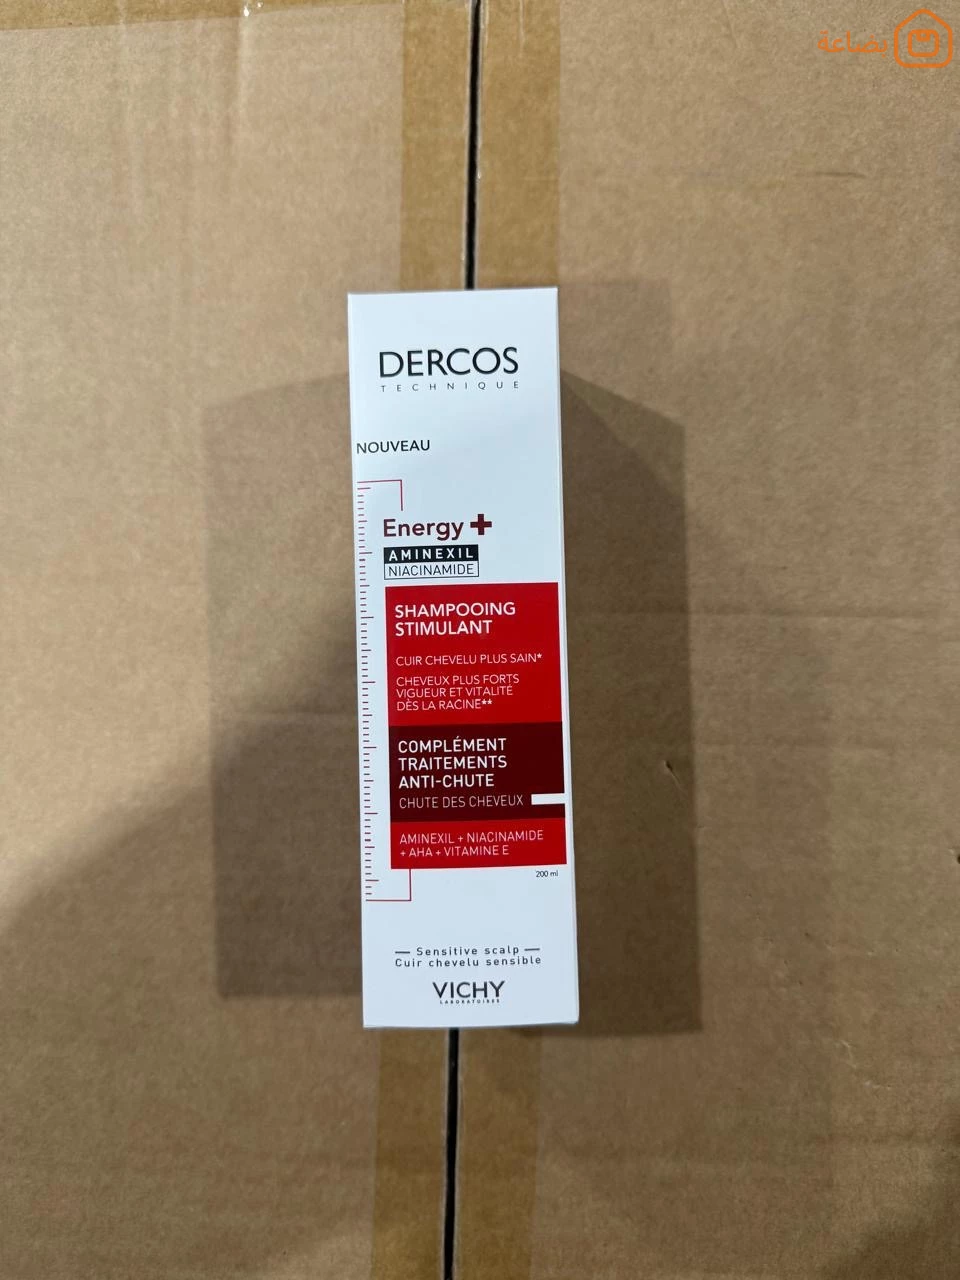 بضاعة
DERCOS
TECHNIQUE
NOUVEAU
Energy +
AMINEXIL
NIACINAMIDE
SHAMPOOING
STIMULANT
CUIR CHEVELU PLUS SAIN*
CHEVEUX PLUS FORTS
VIGUEUR ET VITALITÉ
DÈS LA RACINE**
COMPLÉMENT
TRAITEMENTS
ANTI-CHUTE
CHUTE DES CHEVEUX
AMINEXIL + NIACINAMIDE
+ AHA + VITAMINE E
200 ml
Sensitive scalp
Cuir chevelu sensible
VICHY
LABORATOIRES